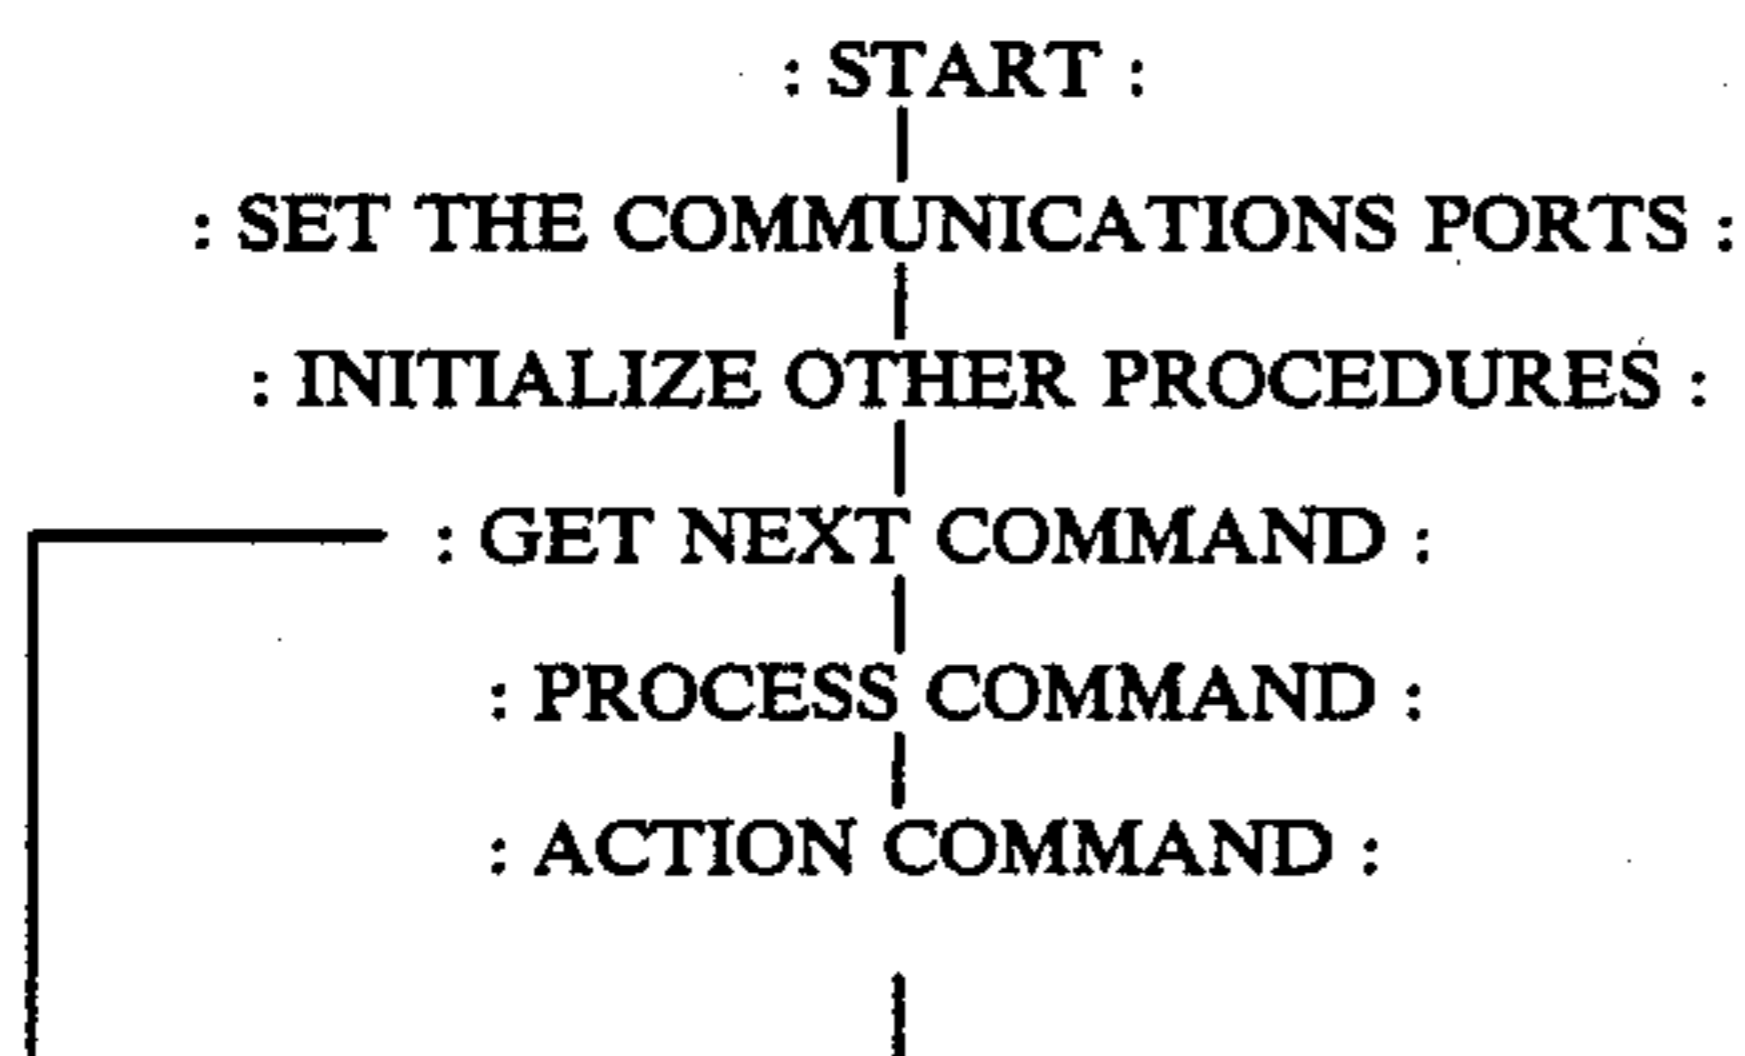 : START :
: SET THE COMMUNICATIONS PORTS :
: INITIALIZE OTHER PROCEDURES :
: GET NEXT COMMAND :
: PROCESS COMMAND :
: ACTION COMMAND :